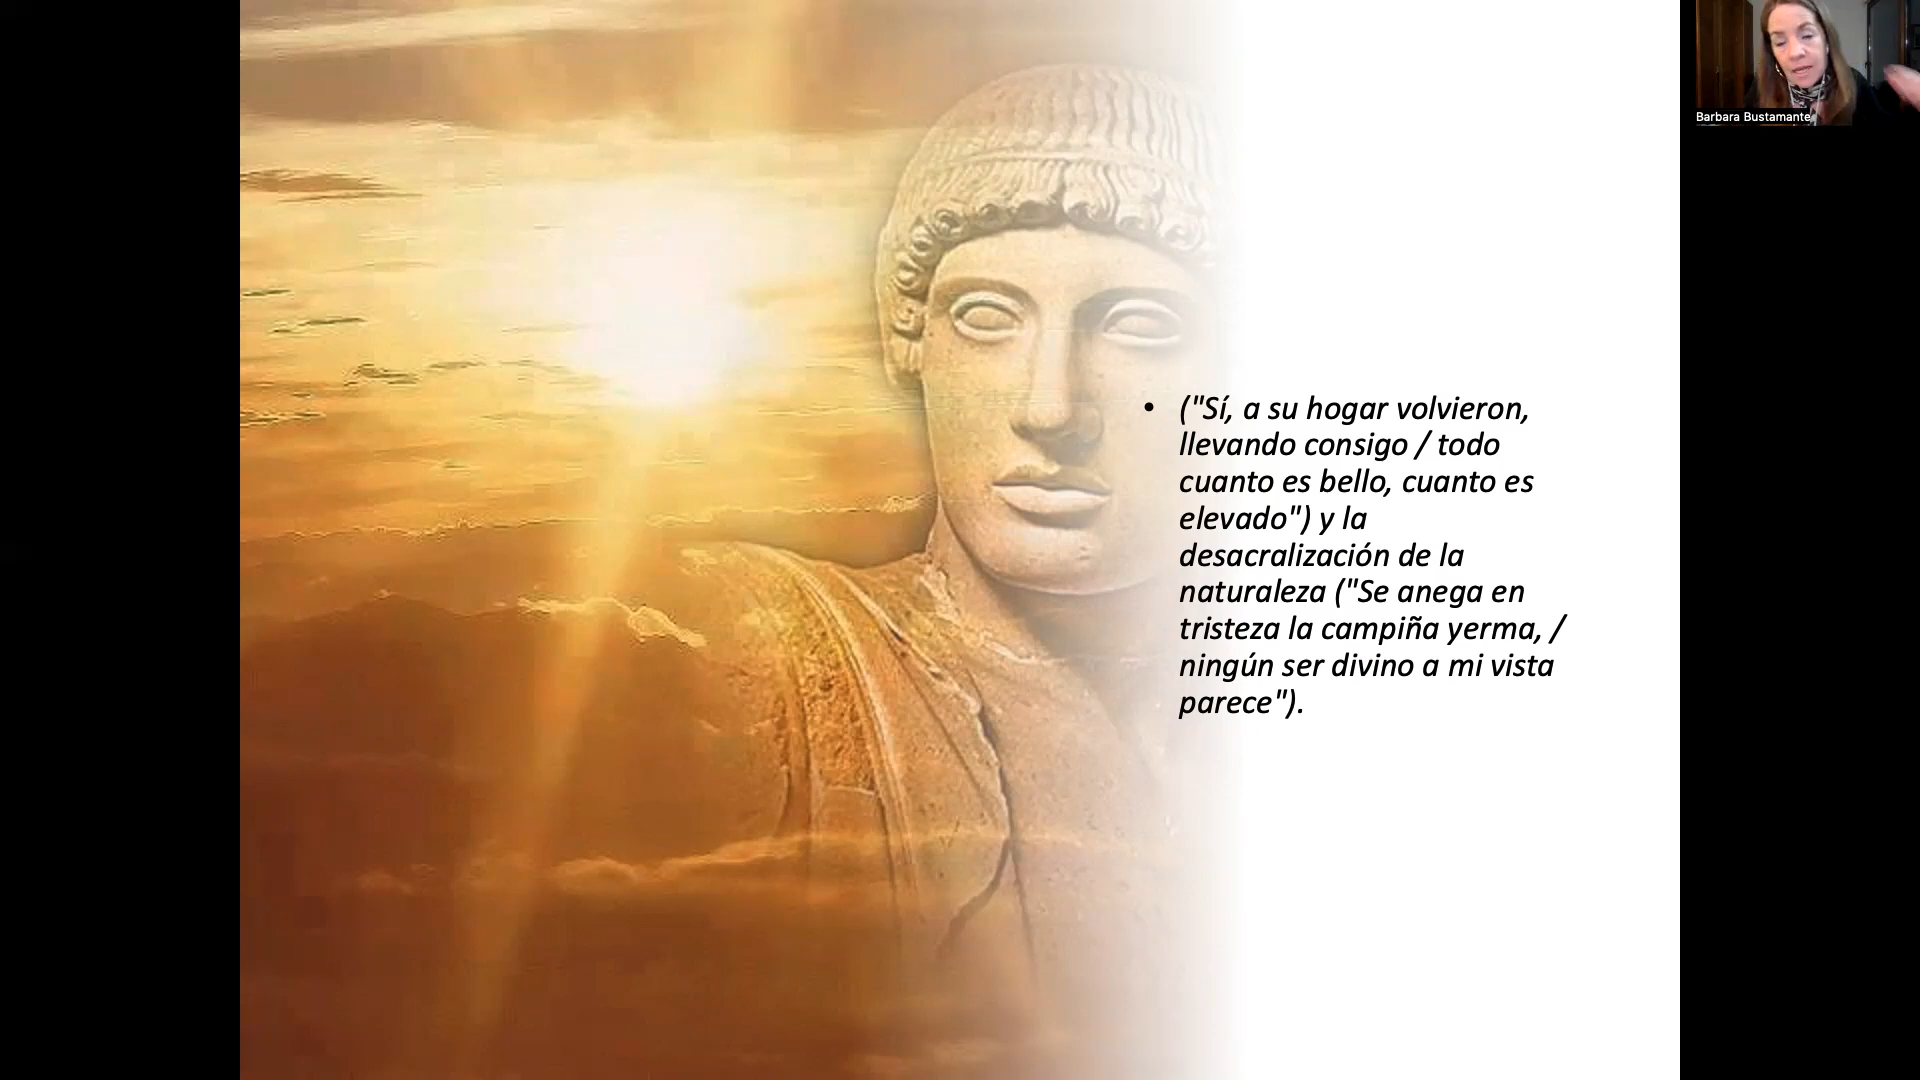 • ("Sí, a su hogar volvieron,
llevando consigo / todo
cuanto es bello, cuanto es
elevado") y la
desacralización de la
naturaleza ("Se anega en
tristeza la campiña yerma, /
ningún ser divino a mi vista
parece").
Barbara Bustamante